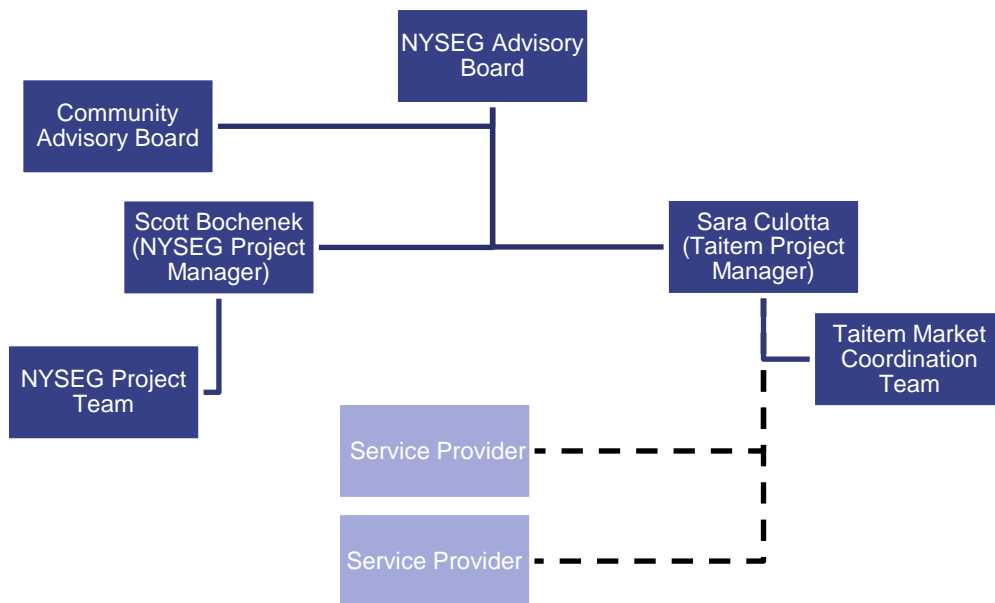 NYSEG Advisory
Board
Community
Advisory Board
Scott Bochenek
(NYSEG Project
Manager)
Sara Culotta
(Taitem Project
Manager)
NYSEG Project
Team
Taitem Market
Coordination
Team
Service Provider
Service Provider